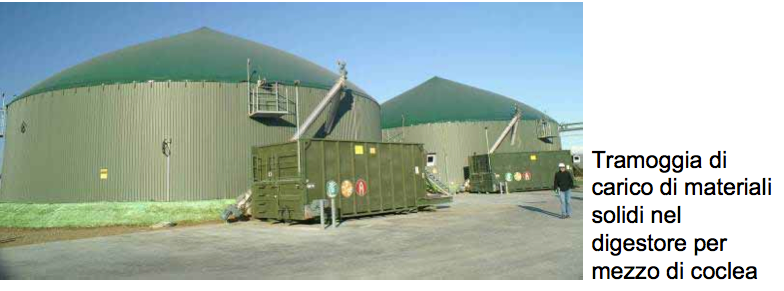 Tramoggia di
carico di materiali
solidi nel
digestore per
mezzo di coclea